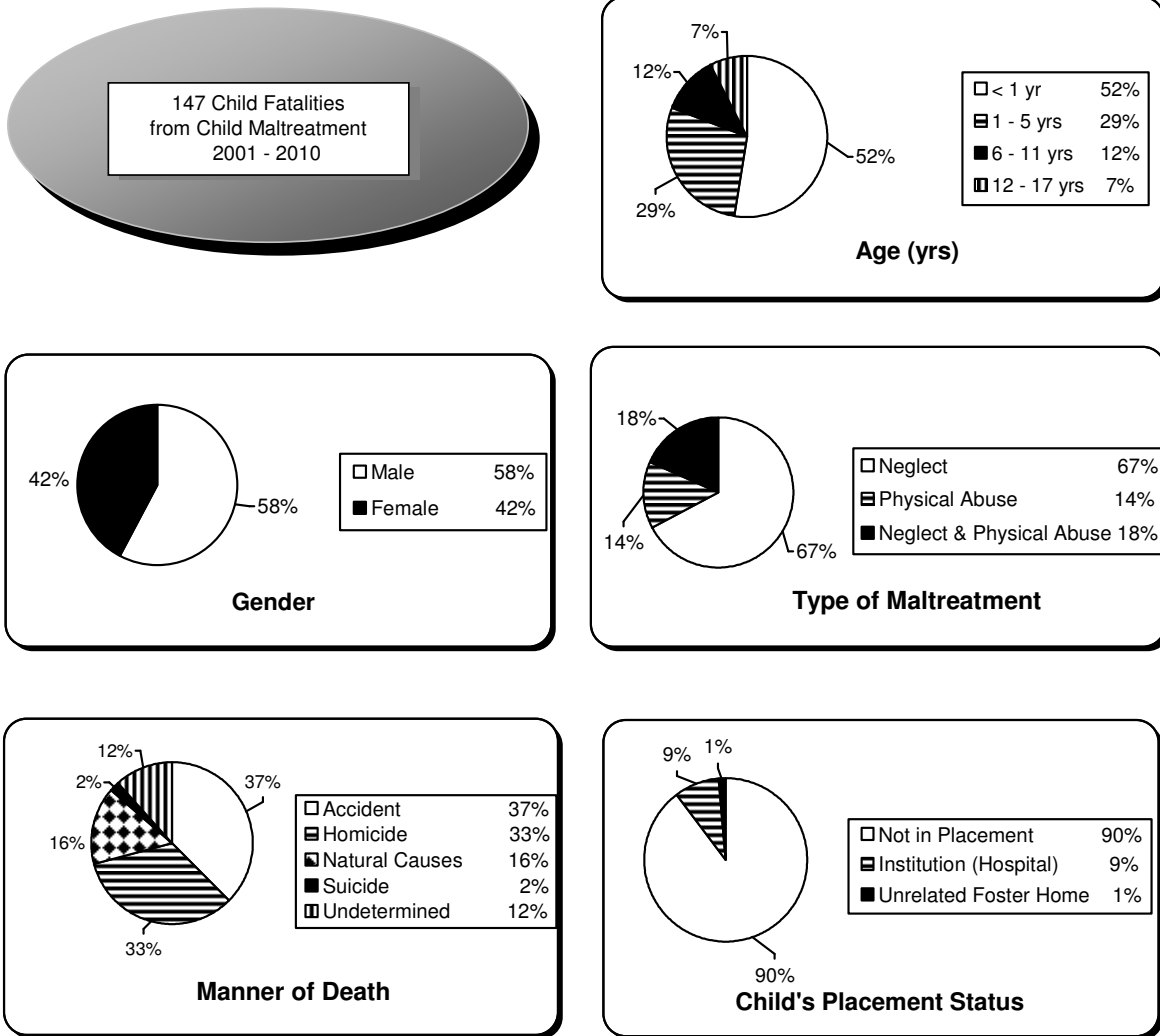 147 Child Fatalities
from Child Maltreatment
2001 - 2010
7%
12%
52%
29%
< 1 yr 52%
1 - 5 yrs 29%
6 - 11 yrs 12%
12 - 17 yrs 7%
Age (yrs)
42%
58%
Male 58%
Female 42%
Gender
18%
14%
67%
Neglect 67%
Physical Abuse 14%
Neglect & Physical Abuse 18%
Type of Maltreatment
12%
2%
37%
16%
33%
Accident 37%
Homicide 33%
Natural Causes 16%
Suicide 2%
Undetermined 12%
Manner of Death
9%
1%
90%
Not in Placement 90%
Institution (Hospital) 9%
Unrelated Foster Home 1%
Child's Placement Status